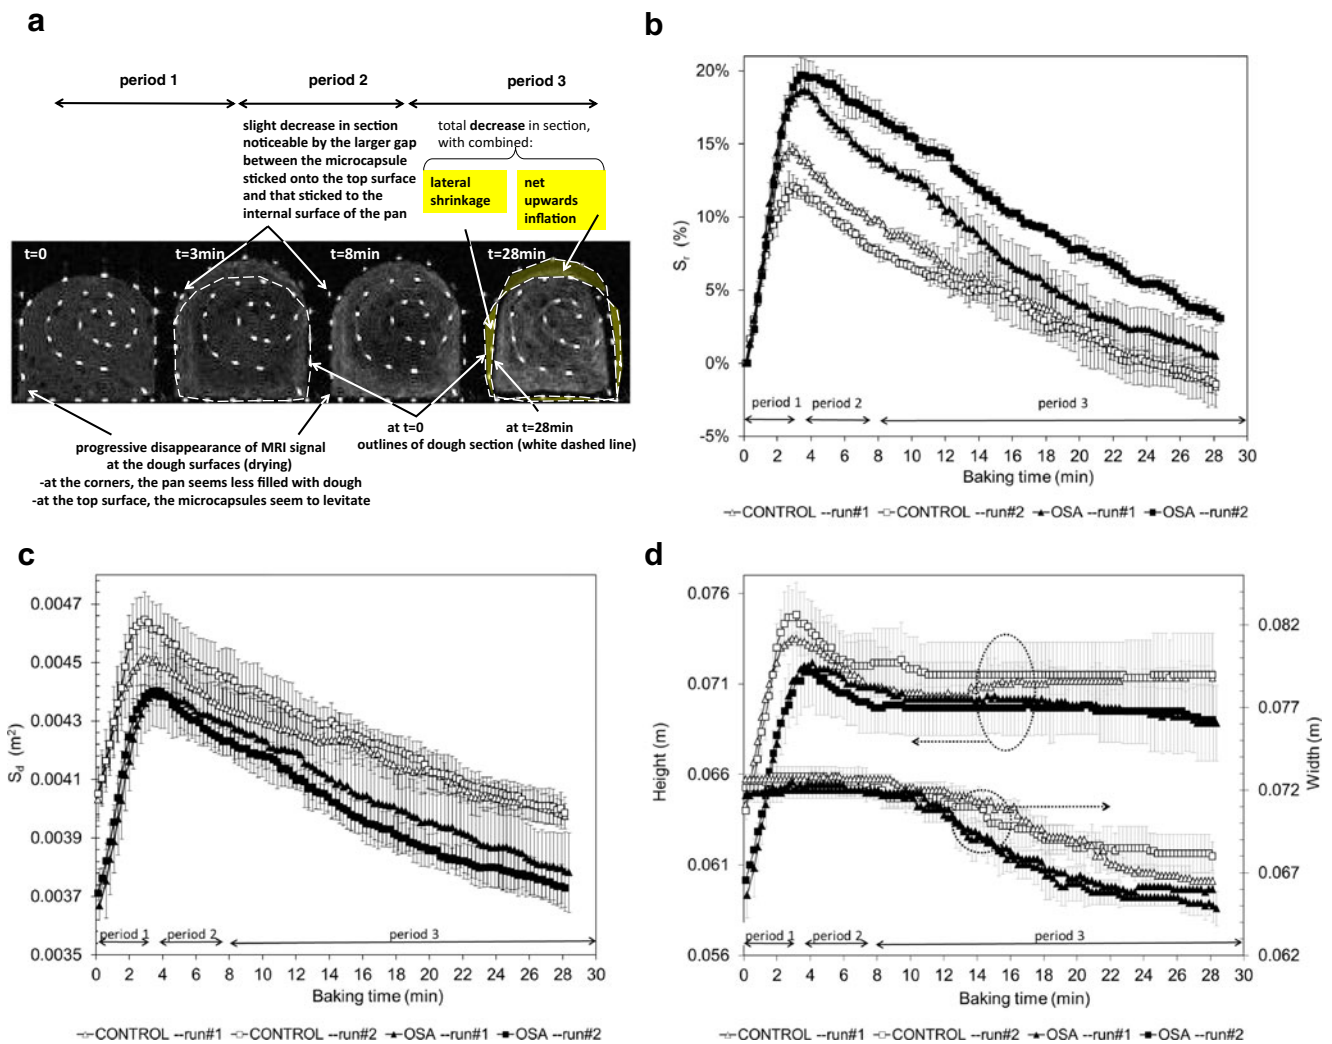 a
period 1
period 2
period 3
slight decrease in section
noticeable by the larger gap
between the microcapsule
sticked onto the top surface
and that sticked to the
internal surface of the pan
total decrease in section,
with combined:
lateral
shrinkage
net
upwards
inflation
t=0
t=3min
t=8min
t=28min
progressive disappearance of MRI signal
at the dough surfaces (drying)
-at the corners, the pan seems less filled with dough
-at the top surface, the microcapsules seem to levitate
at t=0
at t=28min
outlines of dough section (white dashed line)
b
20%
15%
10%
5%
0%
-5%
Sr (%)
period 1
period 2
period 3
0 2 4 6 8 10 12 14 16 18 20 22 24 26 28 30
Baking time (min)
CONTROL --run#1 CONTROL --run#2 OSA --run#1 OSA --run#2
c
0.0047
0.0045
0.0043
0.0041
0.0039
0.0037
0.0035
Sd (m²)
period 1
period 2
period 3
0 2 4 6 8 10 12 14 16 18 20 22 24 26 28 30
Baking time (min)
CONTROL --run#1 CONTROL --run#2 OSA --run#1 OSA --run#2
d
0.076
0.071
0.066
0.061
0.056
Height (m)
0.082
0.077
0.072
0.067
0.062
Width (m)
period 1
period 2
period 3
0 2 4 6 8 10 12 14 16 18 20 22 24 26 28 30
Baking time (min)
CONTROL --run#1 CONTROL --run#2 OSA --run#1 OSA --run#2